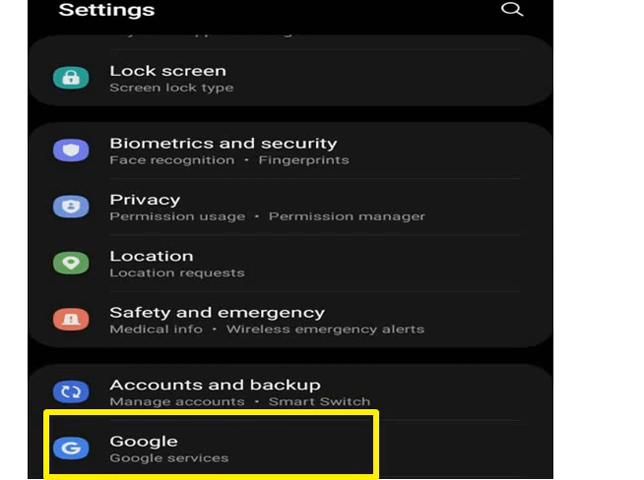 Settings
Lock screen
Screen lock type
Biometrics and security
Face recognition • Fingerprints
Privacy
Permission usage • Permission manager
Location
Location requests
Safety and emergency
Medical info • Wireless emergency alerts
Accounts and backup
Manage accounts • Smart Switch
Google
Google services